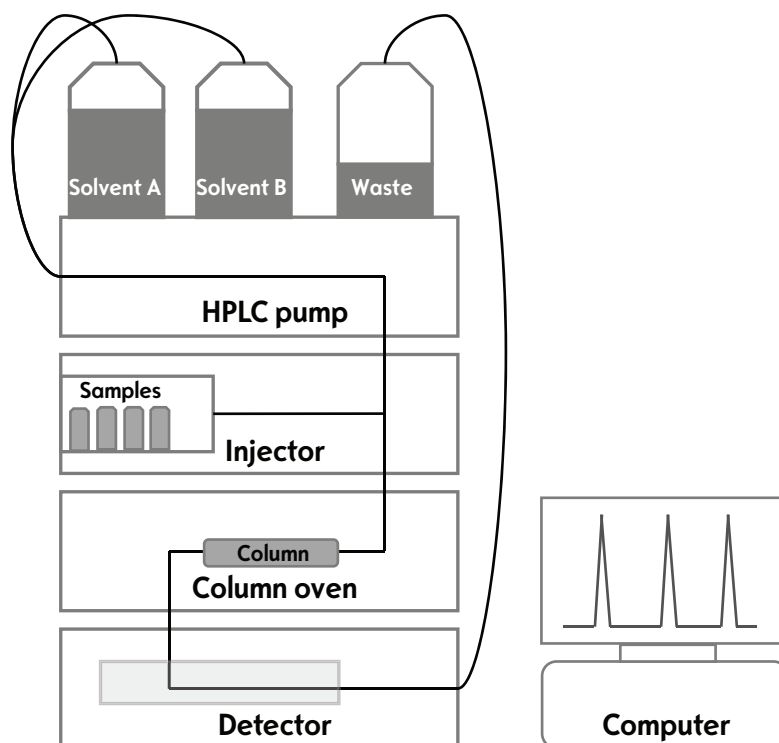 Solvent A
Solvent B
Waste
HPLC pump
Samples
Injector
Column
Column oven
Detector
Computer